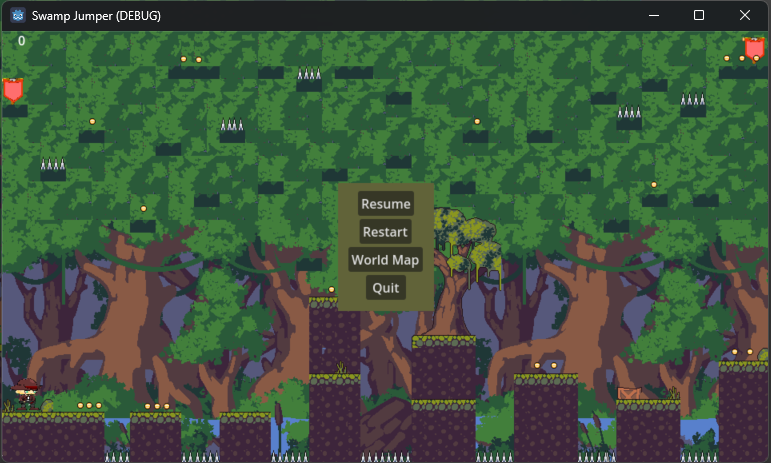 Swamp Jumper (DEBUG)
0
Resume
Restart
World Map
Quit